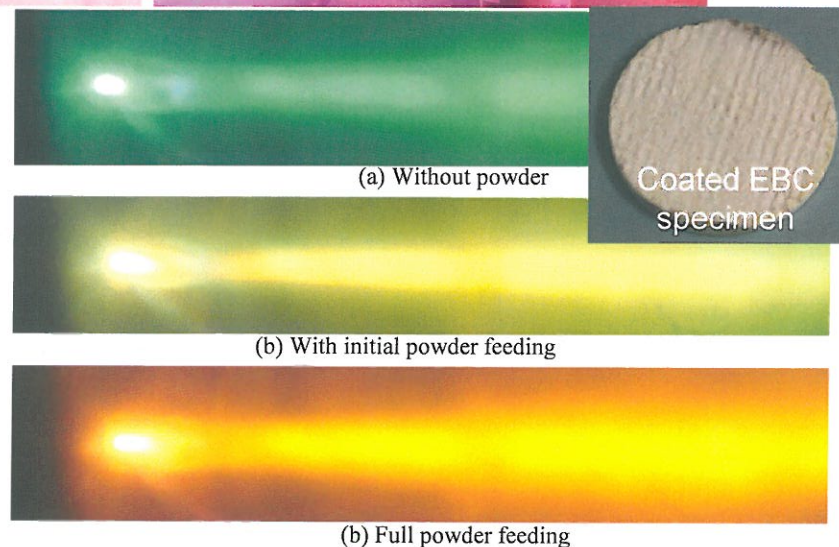 (a) Without powder
Coated EBC
specimen
(b) With initial powder feeding
(b) Full powder feeding